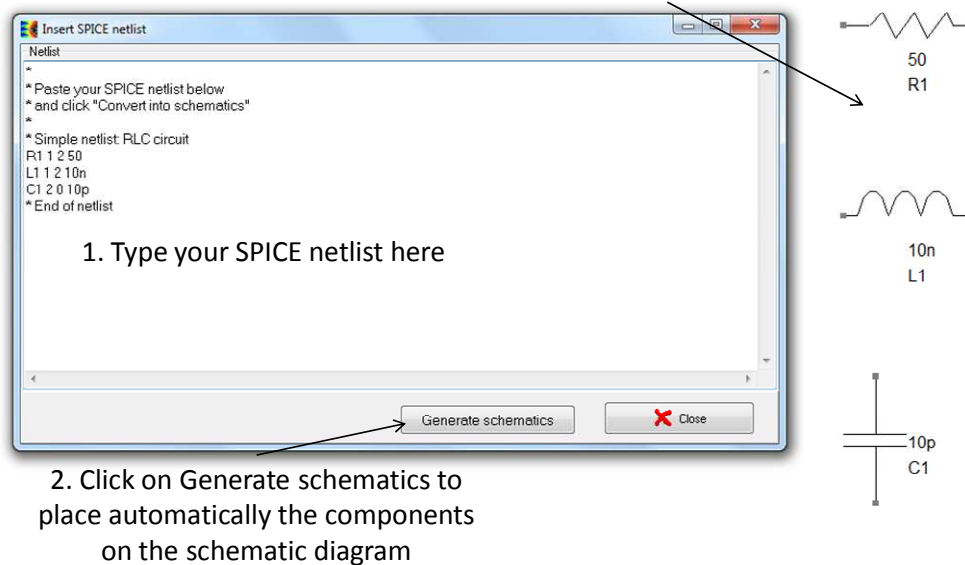 Insert SPICE netlist
Netlist
*
* Paste your SPICE netlist below
* and click "Convert into schematics"
*
* Simple netlist: RLC circuit
R1 1 2 50
L1 1 2 10n
C1 2 0 10p
* End of netlist
1. Type your SPICE netlist here
Generate schematics
Close
2. Click on Generate schematics to
place automatically the components
on the schematic diagram
50
R1
10n
L1
10p
C1